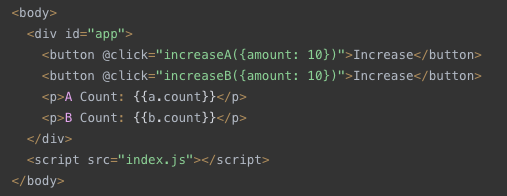 <body>
<div id="app">
<button @click="increaseA({amount: 10})">Increase</button>
<button @click="increaseB({amount: 10})">Increase</button>
<p>A Count: {{a.count}}</p>
<p>B Count: {{b.count}}</p>
</div>
<script src="index.js"></script>
</body>